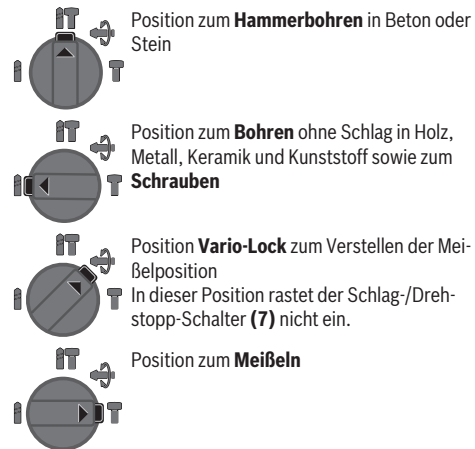 Position zum Hammerbohren in Beton oder
Stein
Position zum Bohren ohne Schlag in Holz,
Metall, Keramik und Kunststoff sowie zum
Schrauben
Position Vario-Lock zum Verstellen der Mei-
ßelposition
In dieser Position rastet der Schlag-/Dreh-
stopp-Schalter (7) nicht ein.
Position zum Meißeln